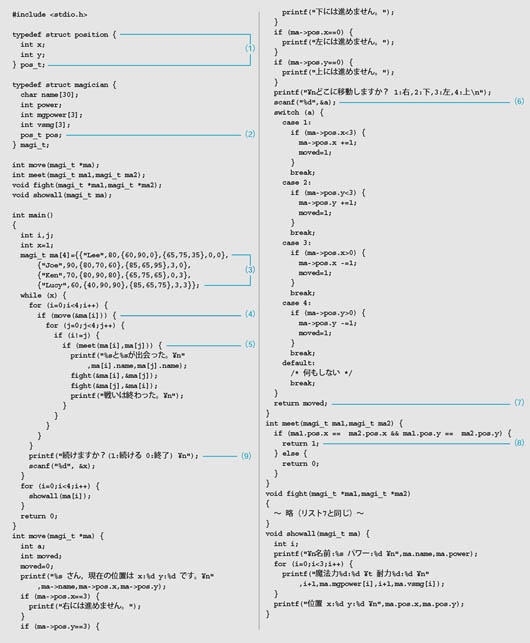 #include <stdio.h>
typedef struct position {
(1)
int x;
int y;
} pos_t;
typedef struct magician {
char name[30];
int power;
int mgpower[3];
int vsmg[3];
pos_t pos;
(2)
} magi_t;
int move(magi_t *ma);
int meet(magi_t ma1,magi_t ma2);
void fight(magi_t *ma1,magi_t *ma2);
void showall(magi_t ma);
int main()
{
int i,j;
int x=1;
magi_t ma[4]={{"Lee",80,{60,90,0},{65,75,35},0,0},
{"Joe",90,{80,70,60},{85,65,95},3,0},
(3)
{"Ken",70,{80,90,80},{65,75,65},0,3},
{"Lucy",60,{40,90,90},{85,65,75},3,3}};
while (x) {
for (i=0;i<4;i++) {
if (move(&ma[i])) {
(4)
for (j=0;j<4;j++) {
if (i!=j) {
if (meet(ma[i],ma[j])) {
(5)
printf("%sと%sが出会った。¥n"
,ma[i].name,ma[j].name);
fight(&ma[i],&ma[j]);
fight(&ma[j],&ma[i]);
printf("戦いは終わった。¥n");
}
}
}
}
}
printf("続けますか？(1:続ける 0:終了) ¥n");
(9)
scanf("%d", &x);
}
for (i=0;i<4;i++) {
showall(ma[i]);
}
return 0;
}
int move(magi_t *ma) {
int a;
int moved;
moved=0;
printf("%s さん，現在の位置は x:%d y:%d です。¥n"
,ma->name,ma->pos.x,ma->pos.y);
if (ma->pos.x==3) {
printf("右には進めません。");
}
if (ma->pos.y==3) {
printf("下には進めません。");
}
if (ma->pos.x==0) {
printf("左には進めません。");
}
if (ma->pos.y==0) {
printf("上には進めません。");
}
printf("¥nどこに移動しますか？ 1:右,2:下,3:左,4:上\n");
scanf("%d",&a);
(6)
switch (a) {
case 1:
if (ma->pos.x<3) {
ma->pos.x +=1;
moved=1;
}
break;
case 2:
if (ma->pos.y<3) {
ma->pos.y +=1;
moved=1;
}
break;
case 3:
if (ma->pos.x>0) {
ma->pos.x -=1;
moved=1;
}
break;
case 4:
if (ma->pos.y>0) {
ma->pos.y -=1;
moved=1;
}
break;
default:
/* 何もしない */
break;
}
return moved;
(7)
}
int meet(magi_t ma1,magi_t ma2) {
if (ma1.pos.x == ma2.pos.x && ma1.pos.y == ma2.pos.y) {
return 1;
(8)
} else {
return 0;
}
}
void fight(magi_t *ma1,magi_t *ma2)
{
～ 略（リスト7と同じ）～
}
void showall(magi_t ma) {
int i;
printf("¥n名前:%s パワー:%d ¥n",ma.name,ma.power);
for (i=0;i<3;i++) {
printf("魔法力%d:%d ¥t 耐力%d:%d ¥n"
,i+1,ma.mgpower[i],i+1,ma.vsmg[i]);
}
printf("位置 x:%d y:%d ¥n",ma.pos.x,ma.pos.y);
}